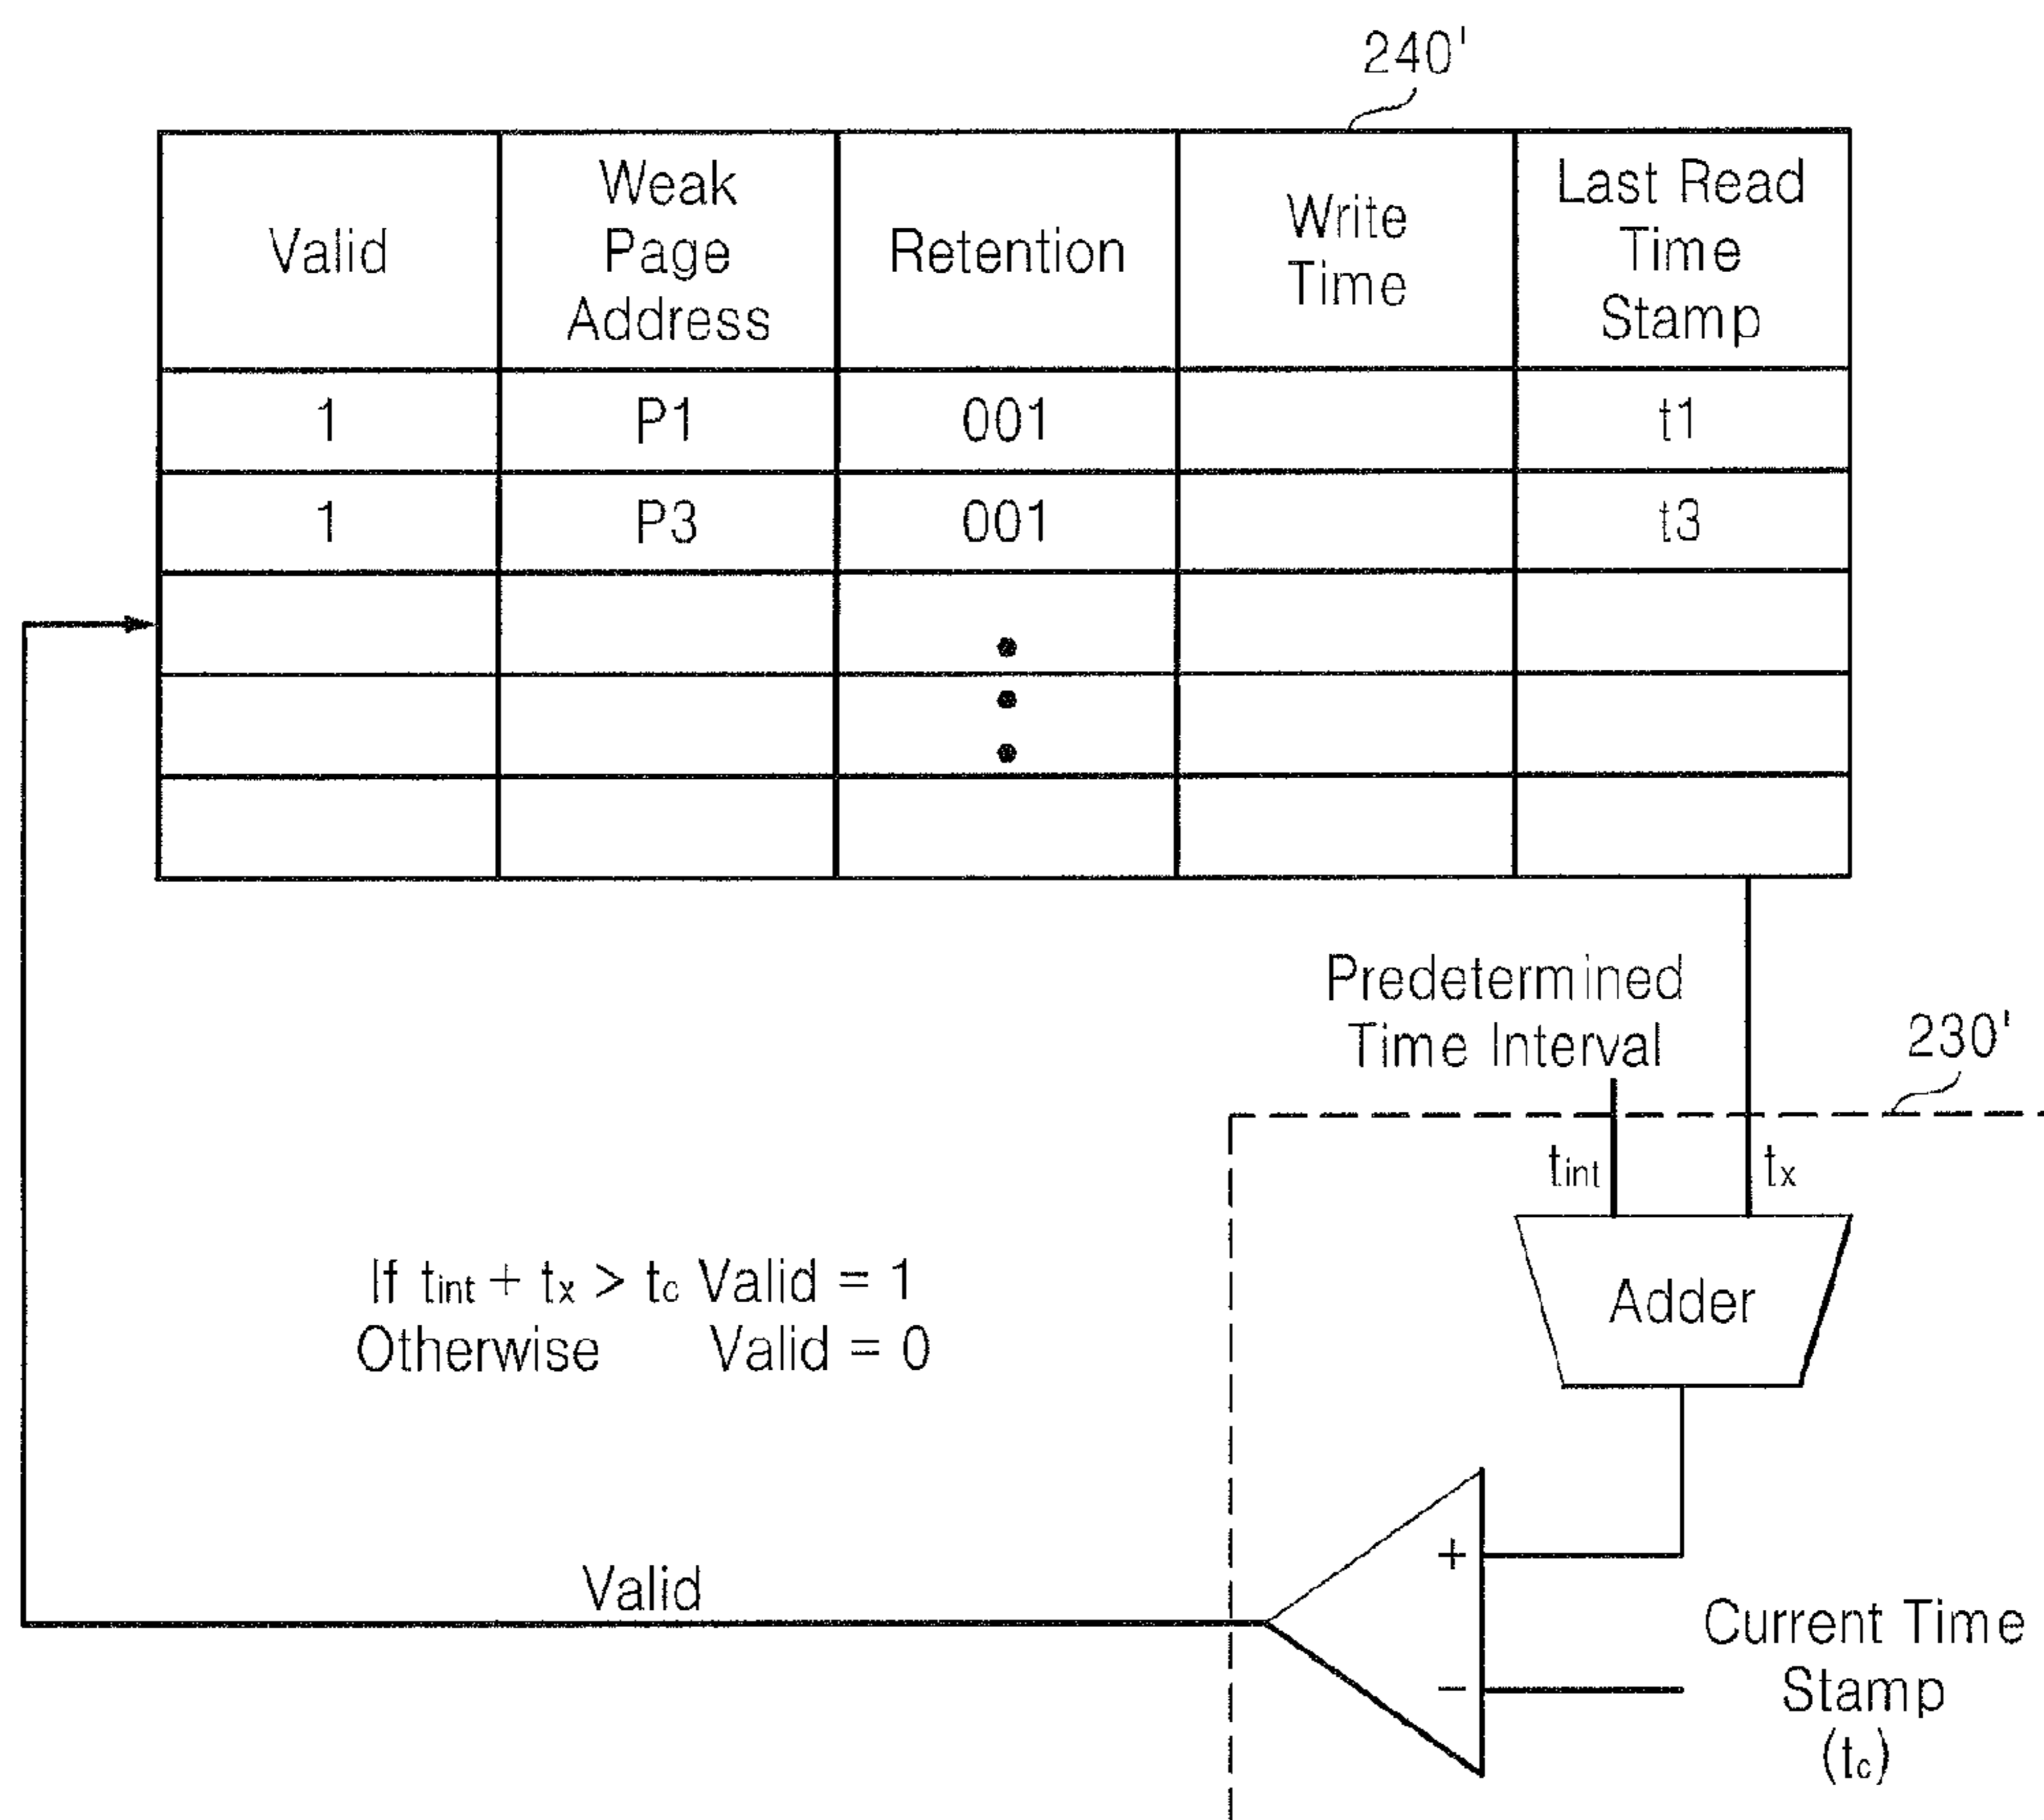 240'
Valid
Weak
Page
Address
Retention
Write
Time
Last Read
Time
Stamp
1 P1 001 t1
1 P3 001 t3
Predetermined
Time Interval
230'
tint tx
Adder
If tint + tx > tc Valid = 1
Otherwise Valid = 0
+
Valid
−
Current Time
Stamp
(tc)